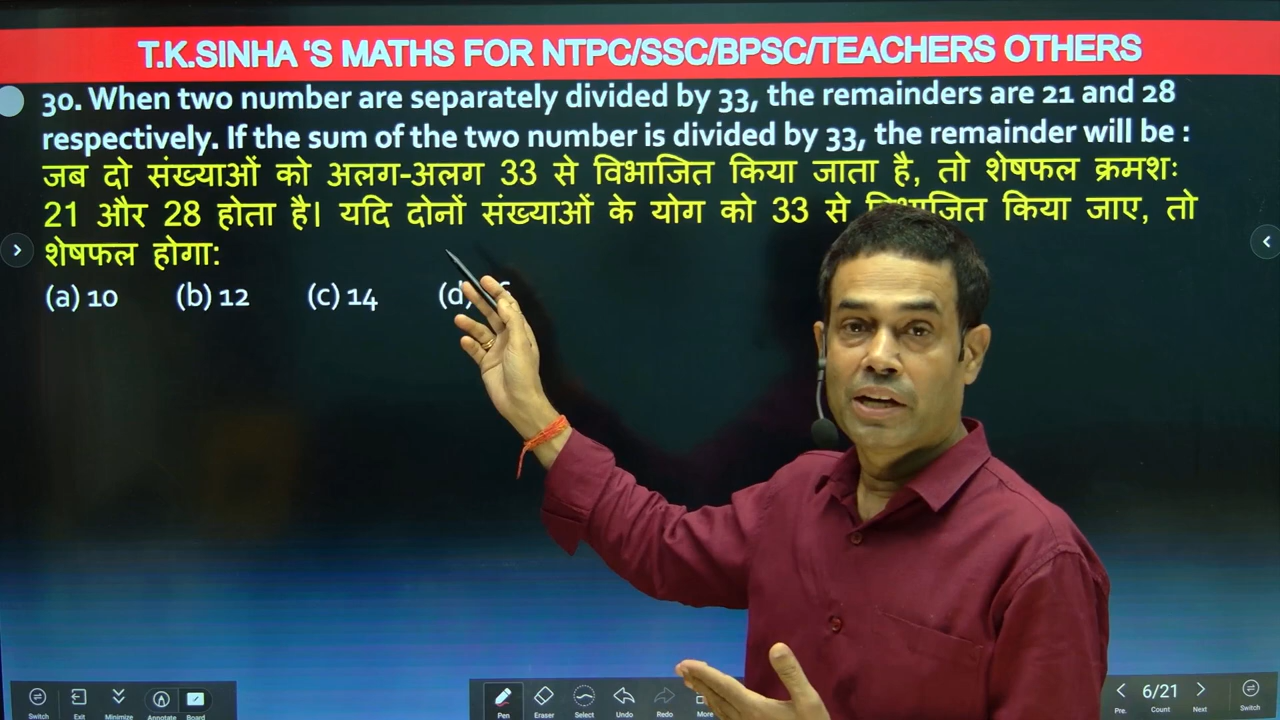 T.K.SINHA ‘S MATHS FOR NTPC/SSC/BPSC/TEACHERS OTHERS
30. When two number are separately divided by 33, the remainders are 21 and 28
respectively. If the sum of the two number is divided by 33, the remainder will be :
जब दो संख्याओं को अलग-अलग 33 से विभाजित किया जाता है, तो शेषफल क्रमशः
21 और 28 होता है। यदि दोनों संख्याओं के योग को 33 से विभाजित किया जाए, तो
शेषफल होगा:
(a) 10 (b) 12 (c) 14 (d)
Switch Exit Minimize Annotate Board Pen Eraser Select Undo Redo More Pre. 6/21 Count Next Switch